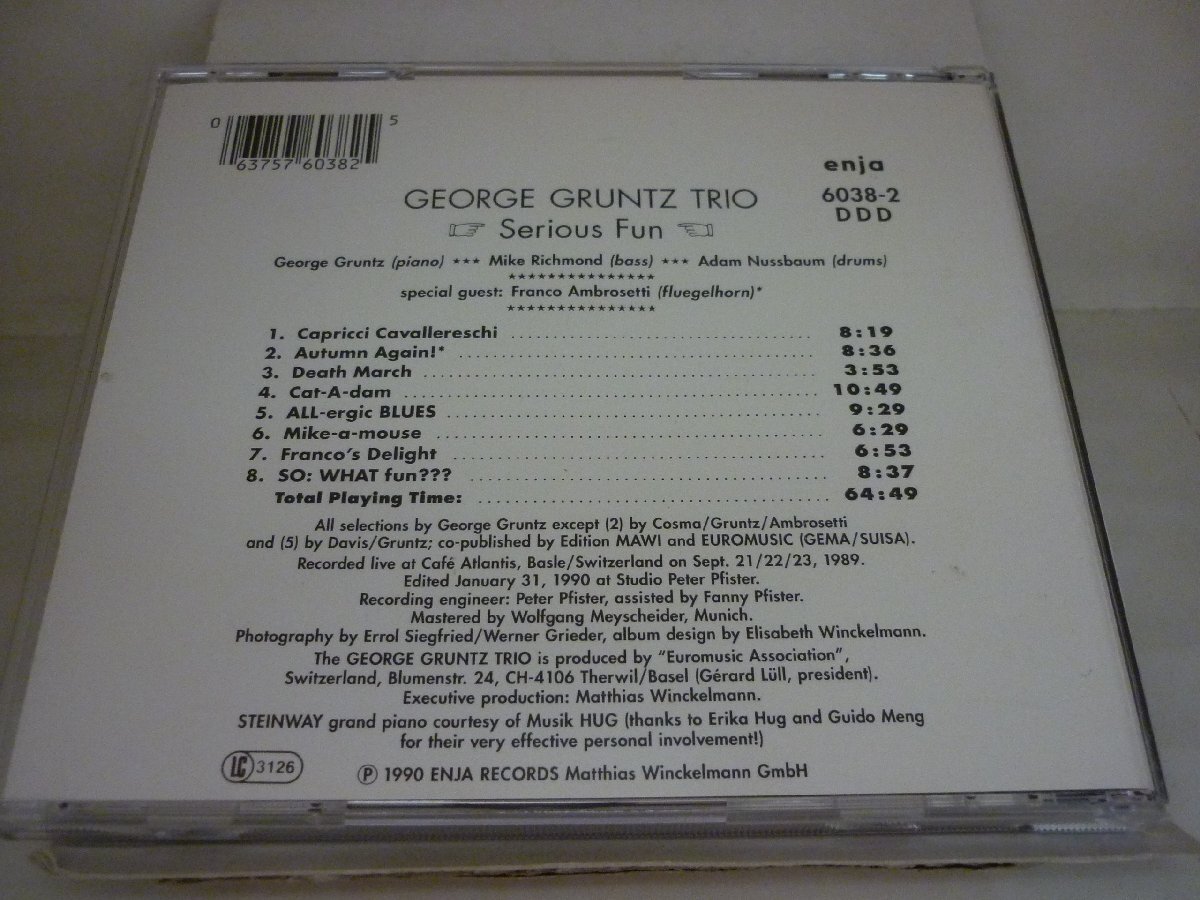 0 63757 60382 5
enja
6038-2
DDD
GEORGE GRUNTZ TRIO
☞ Serious Fun ☜
George Gruntz (piano) *** Mike Richmond (bass) *** Adam Nussbaum (drums)
***************
special guest: Franco Ambrosetti (fluegelhorn)*
***************
1. Capricci Cavallereschi 8:19
2. Autumn Again!* 8:36
3. Death March 3:53
4. Cat-A-dam 10:49
5. ALL-ergic BLUES 9:29
6. Mike-a-mouse 6:29
7. Franco's Delight 6:53
8. SO: WHAT fun??? 8:37
Total Playing Time: 64:49
All selections by George Gruntz except (2) by Cosma/Gruntz/Ambrosetti
and (5) by Davis/Gruntz; co-published by Edition MAWI and EUROMUSIC (GEMA/SUISA).
Recorded live at Café Atlantis, Basle/Switzerland on Sept. 21/22/23, 1989.
Edited January 31, 1990 at Studio Peter Pfister.
Recording engineer: Peter Pfister, assisted by Fanny Pfister.
Mastered by Wolfgang Meyscheider, Munich.
Photography by Errol Siegfried/Werner Grieder, album design by Elisabeth Winckelmann.
The GEORGE GRUNTZ TRIO is produced by "Euromusic Association",
Switzerland, Blumenstr. 24, CH-4106 Therwil/Basel (Gérard Lüll, president).
Executive production: Matthias Winckelmann.
STEINWAY grand piano courtesy of Musik HUG (thanks to Erika Hug and Guido Meng
for their very effective personal involvement!)
LC 3126
℗ 1990 ENJA RECORDS Matthias Winckelmann GmbH